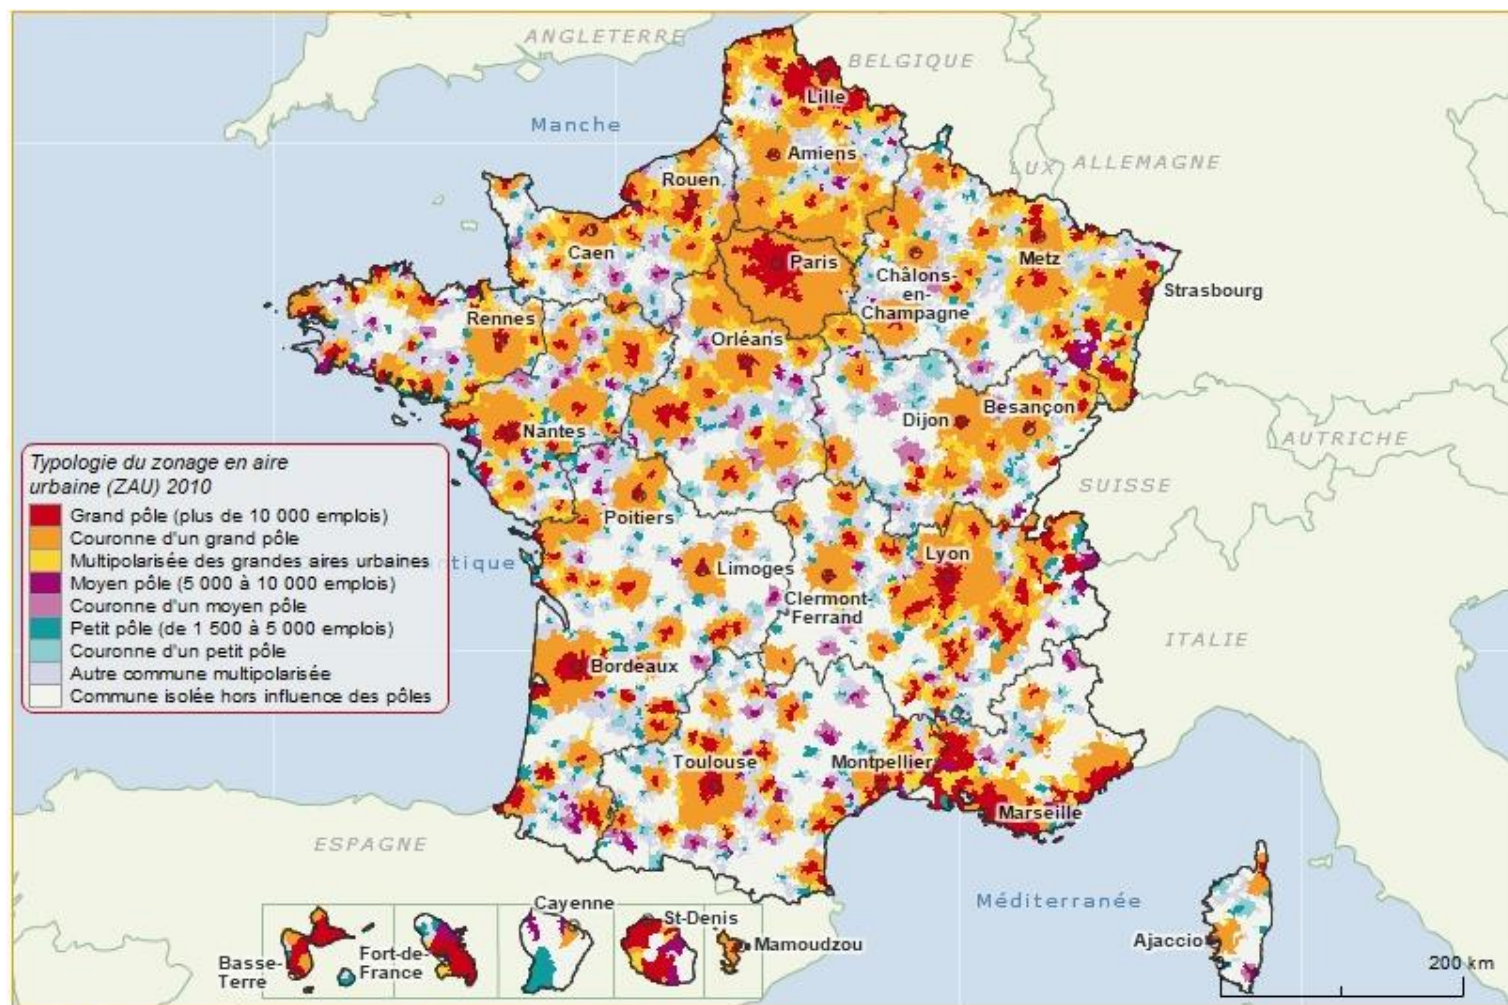 ANGLETERRE
BELGIQUE
Lille
Manche
Amiens
LUX
ALLEMAGNE
Rouen
Caen
Paris
Metz
Châlons-
en-
Champagne
Strasbourg
Rennes
Orléans
Dijon
Besançon
Nantes
AUTRICHE
SUISSE
Typologie du zonage en aire
urbaine (ZAU) 2010
Grand pôle (plus de 10 000 emplois)
Couronne d'un grand pôle
Multipolarisée des grandes aires urbaines
Moyen pôle (5 000 à 10 000 emplois)
Couronne d'un moyen pôle
Petit pôle (de 1 500 à 5 000 emplois)
Couronne d'un petit pôle
Autre commune multipolarisée
Commune isolée hors influence des pôles
tique
Poitiers
Lyon
Limoges
Clermont-
Ferrand
ITALIE
Bordeaux
Toulouse
Montpellier
Marseille
ESPAGNE
Méditerranée
Cayenne
St-Denis
Mamoudzou
Basse-
Terre
Fort-de-
France
Ajaccio
200 km